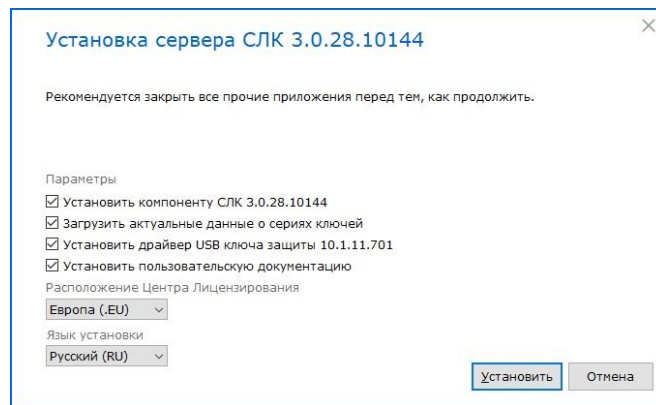 Установка сервера СЛК 3.0.28.10144
Рекомендуется закрыть все прочие приложения перед тем, как продолжить.
Параметры
Установить компоненту СЛК 3.0.28.10144
Загрузить актуальные данные о сериях ключей
Установить драйвер USB ключа защиты 10.1.11.701
Установить пользовательскую документацию
Расположение Центра Лицензирования
Европа (.EU)
Язык установки
Русский (RU)
Установить Отмена